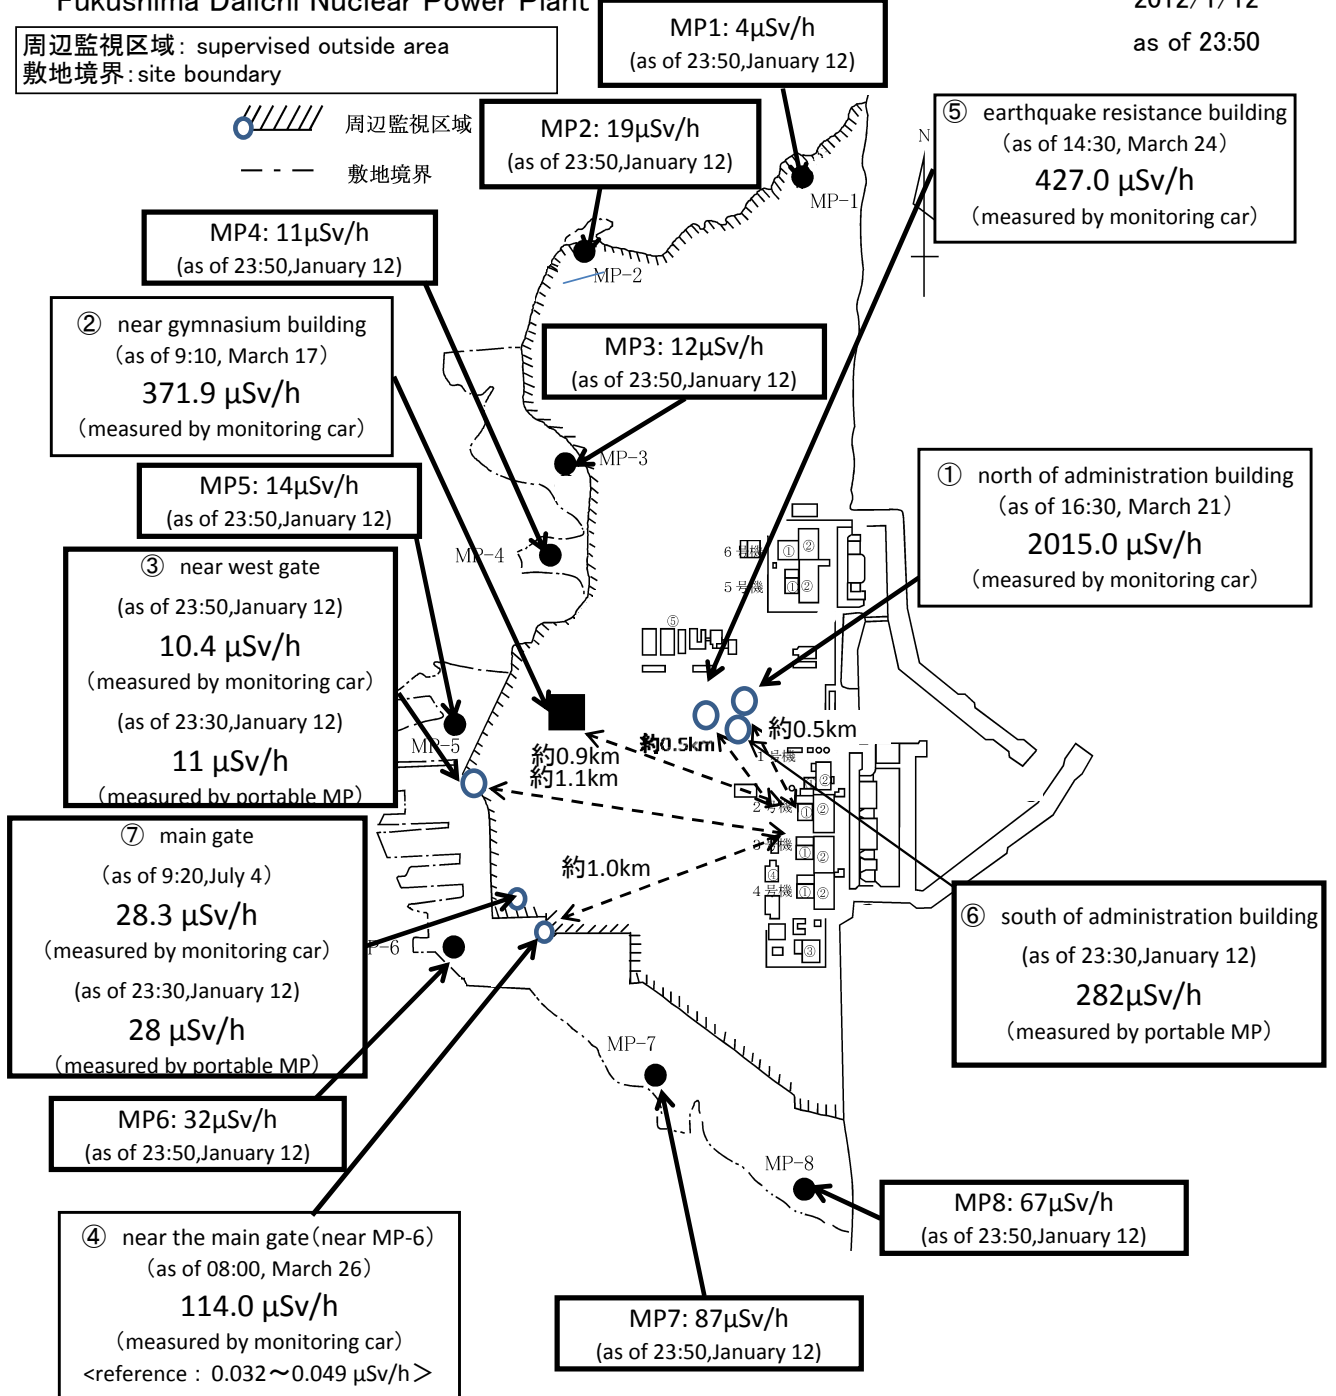 Fukushima Daiichi Nuclear Power Plant
2012/1/12
as of 23:50
周辺監視区域: supervised outside area
敷地境界:site boundary
周辺監視区域
敷地境界
MP1: 4μSv/h
(as of 23:50,January 12)
MP2: 19μSv/h
(as of 23:50,January 12)
⑤ earthquake resistance building
(as of 14:30, March 24)
427.0 μSv/h
(measured by monitoring car)
N
MP-1
MP4: 11μSv/h
(as of 23:50,January 12)
MP-2
② near gymnasium building
(as of 9:10, March 17)
371.9 μSv/h
(measured by monitoring car)
MP3: 12μSv/h
(as of 23:50,January 12)
MP-3
MP5: 14μSv/h
(as of 23:50,January 12)
① north of administration building
(as of 16:30, March 21)
2015.0 μSv/h
(measured by monitoring car)
MP-4
6号機
①
②
5号機
①
②
③ near west gate
(as of 23:50,January 12)
10.4 μSv/h
(measured by monitoring car)
(as of 23:30,January 12)
11 μSv/h
(measured by portable MP)
⑤
MP-5
約0.9km
約1.1km
約0.5km
約0.5km
1号機
②
2号機
①
②
3号機
①
②
④
4号機
①
②
③
約1.0km
⑦ main gate
(as of 9:20,July 4)
28.3 μSv/h
(measured by monitoring car)
(as of 23:30,January 12)
28 μSv/h
(measured by portable MP)
P-6
⑥ south of administration building
(as of 23:30,January 12)
282μSv/h
(measured by portable MP)
MP-7
MP6: 32μSv/h
(as of 23:50,January 12)
MP-8
MP8: 67μSv/h
(as of 23:50,January 12)
④ near the main gate(near MP-6)
(as of 08:00, March 26)
114.0 μSv/h
(measured by monitoring car)
<reference : 0.032～0.049 μSv/h＞
MP7: 87μSv/h
(as of 23:50,January 12)